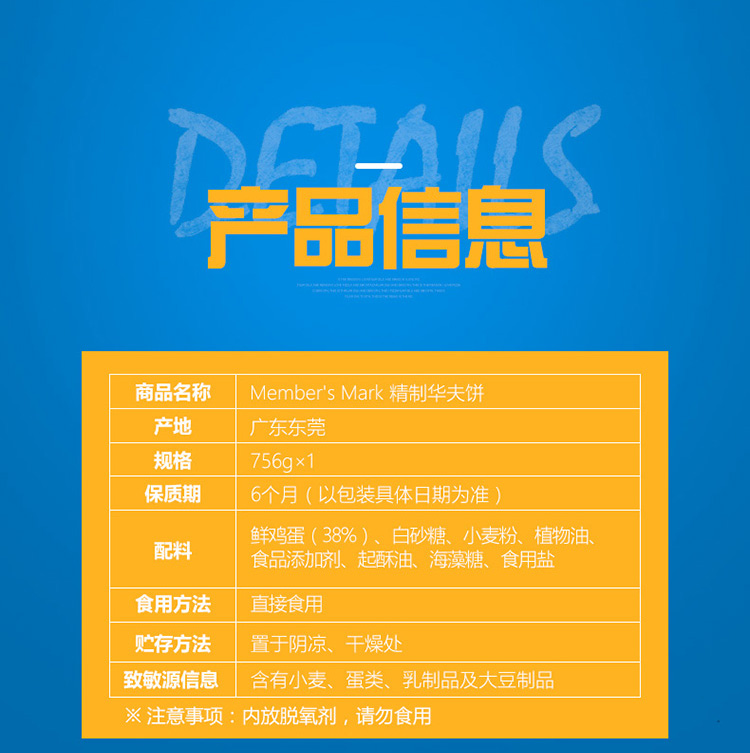 DETAILS
产品信息
商品名称 Member's Mark 精制华夫饼
产地 广东东莞
规格 756g×1
保质期 6个月（以包装具体日期为准）
配料 鲜鸡蛋（38%）、白砂糖、小麦粉、植物油、
食品添加剂、起酥油、海藻糖、食用盐
食用方法 直接食用
贮存方法 置于阴凉、干燥处
致敏源信息 含有小麦、蛋类、乳制品及大豆制品
※ 注意事项：内放脱氧剂，请勿食用